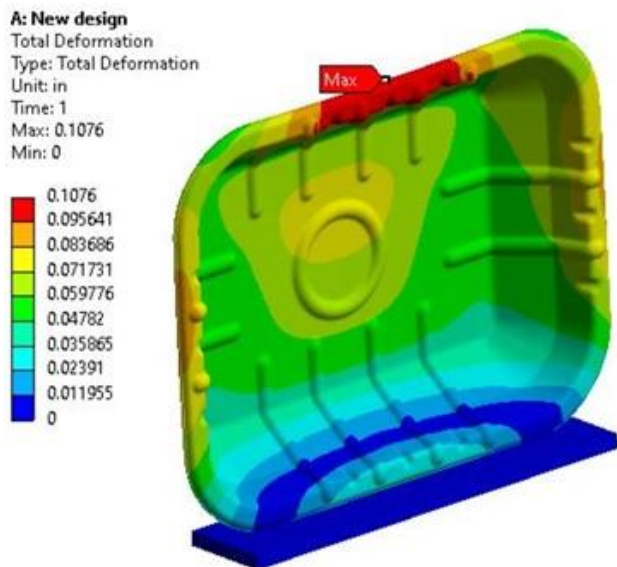 A: New design
Total Deformation
Type: Total Deformation
Unit: in
Time: 1
Max: 0.1076
Min: 0
Max
0.1076
0.095641
0.083686
0.071731
0.059776
0.04782
0.035865
0.02391
0.011955
0